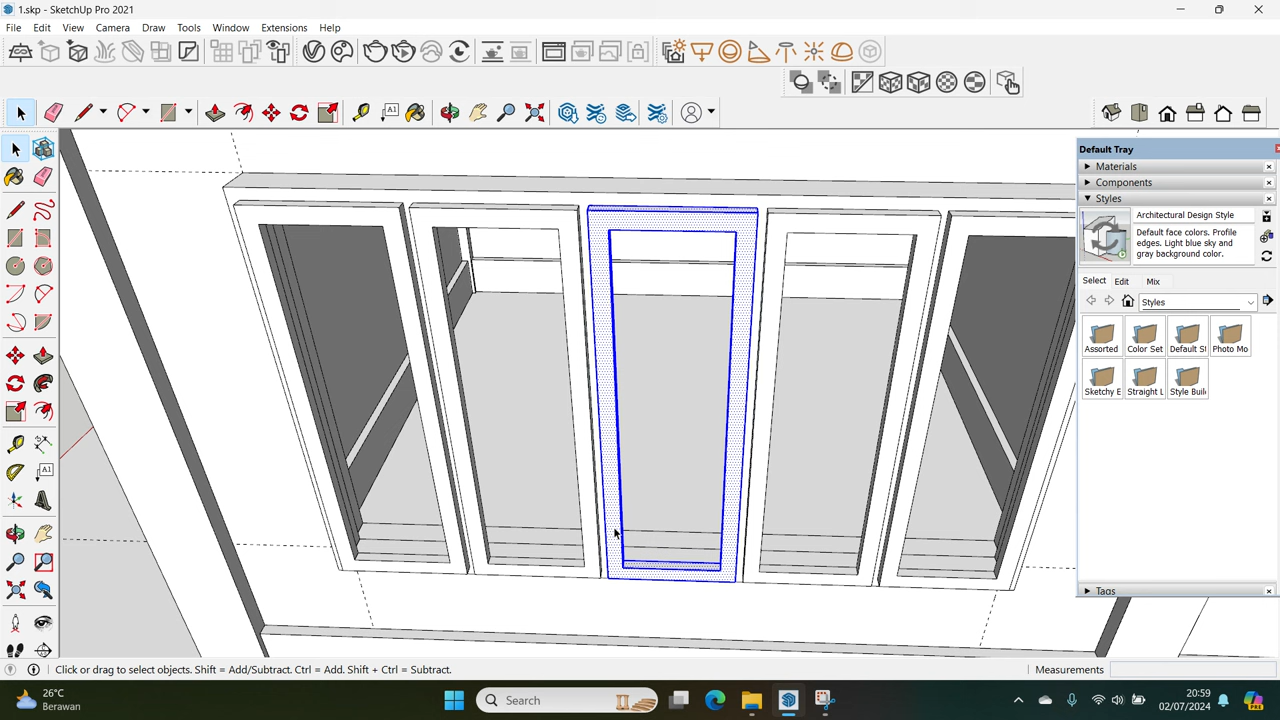 1.skp - SketchUp Pro 2021
File Edit View Camera Draw Tools Window Extensions Help
A1
Default Tray
Materials
Components
Styles
Architectural Design Style
Default face colors. Profile
edges. Light blue sky and
gray background color.
Select Edit Mix
Styles
Assorted Color Set Default S Photo Mo
Sketchy E Straight L Style Buil
A1
Tags
Click or drag to select objects. Shift = Add/Subtract. Ctrl = Add. Shift + Ctrl = Subtract.
Measurements
26°C
Berawan
Search
20:59
02/07/2024
PRE